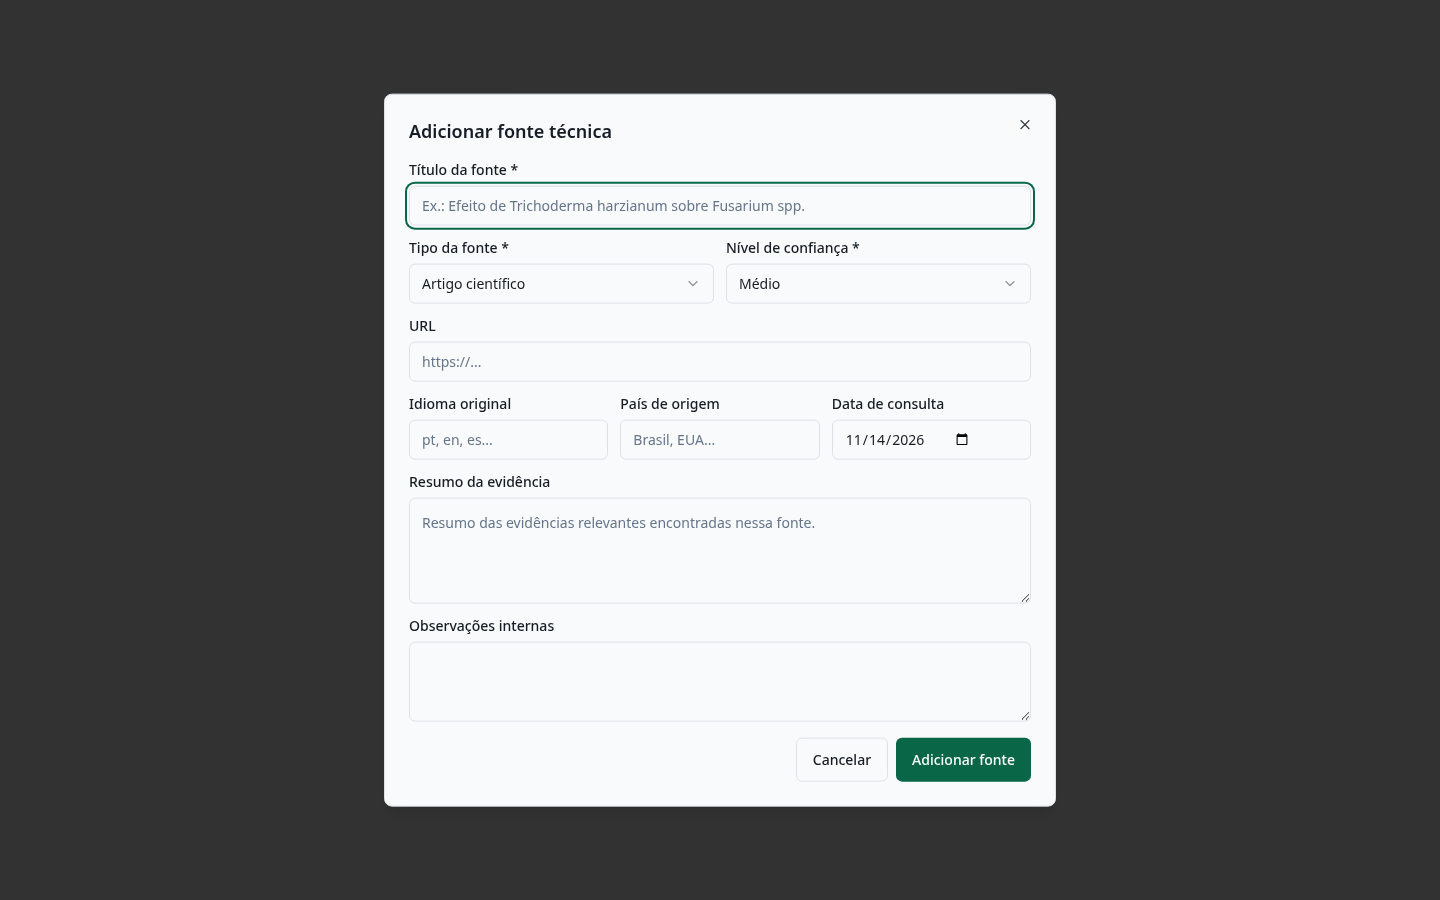 Adicionar fonte técnica
Título da fonte *
Ex.: Efeito de Trichoderma harzianum sobre Fusarium spp.
Tipo da fonte *
Nível de confiança *
Artigo científico
Médio
URL
https://...
Idioma original
País de origem
Data de consulta
pt, en, es...
Brasil, EUA...
11/14/2026
Resumo da evidência
Resumo das evidências relevantes encontradas nessa fonte.
Observações internas
Cancelar
Adicionar fonte